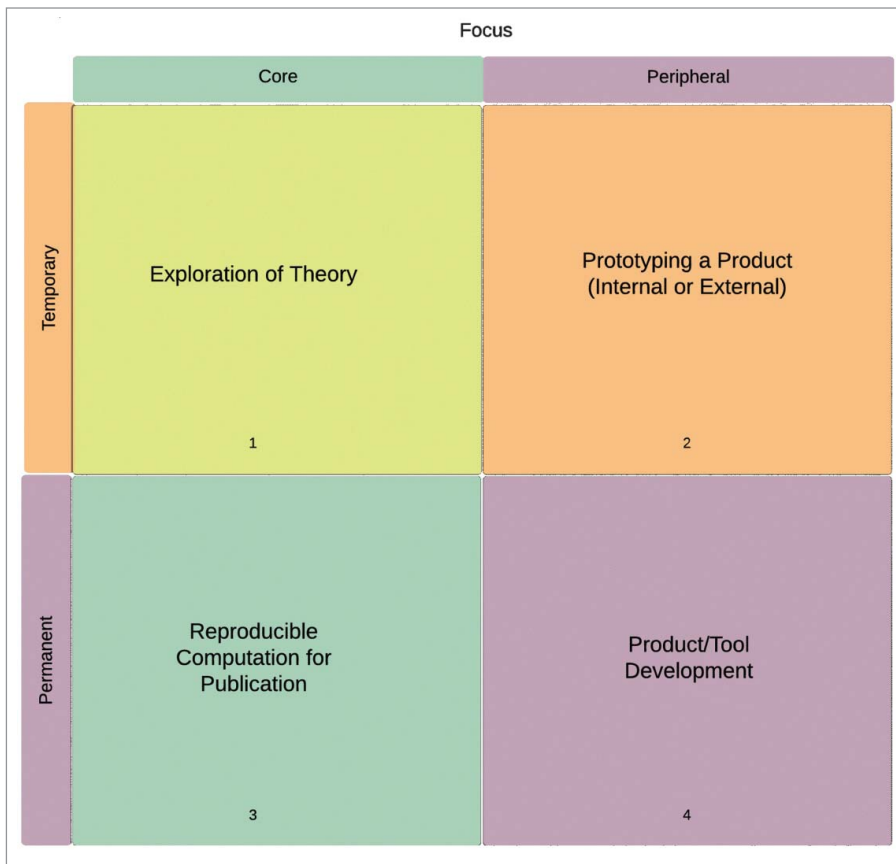 Focus
Core
Peripheral
Temporary
Exploration of Theory
1
Prototyping a Product
(Internal or External)
2
Permanent
Reproducible
Computation for
Publication
3
Product/Tool
Development
4